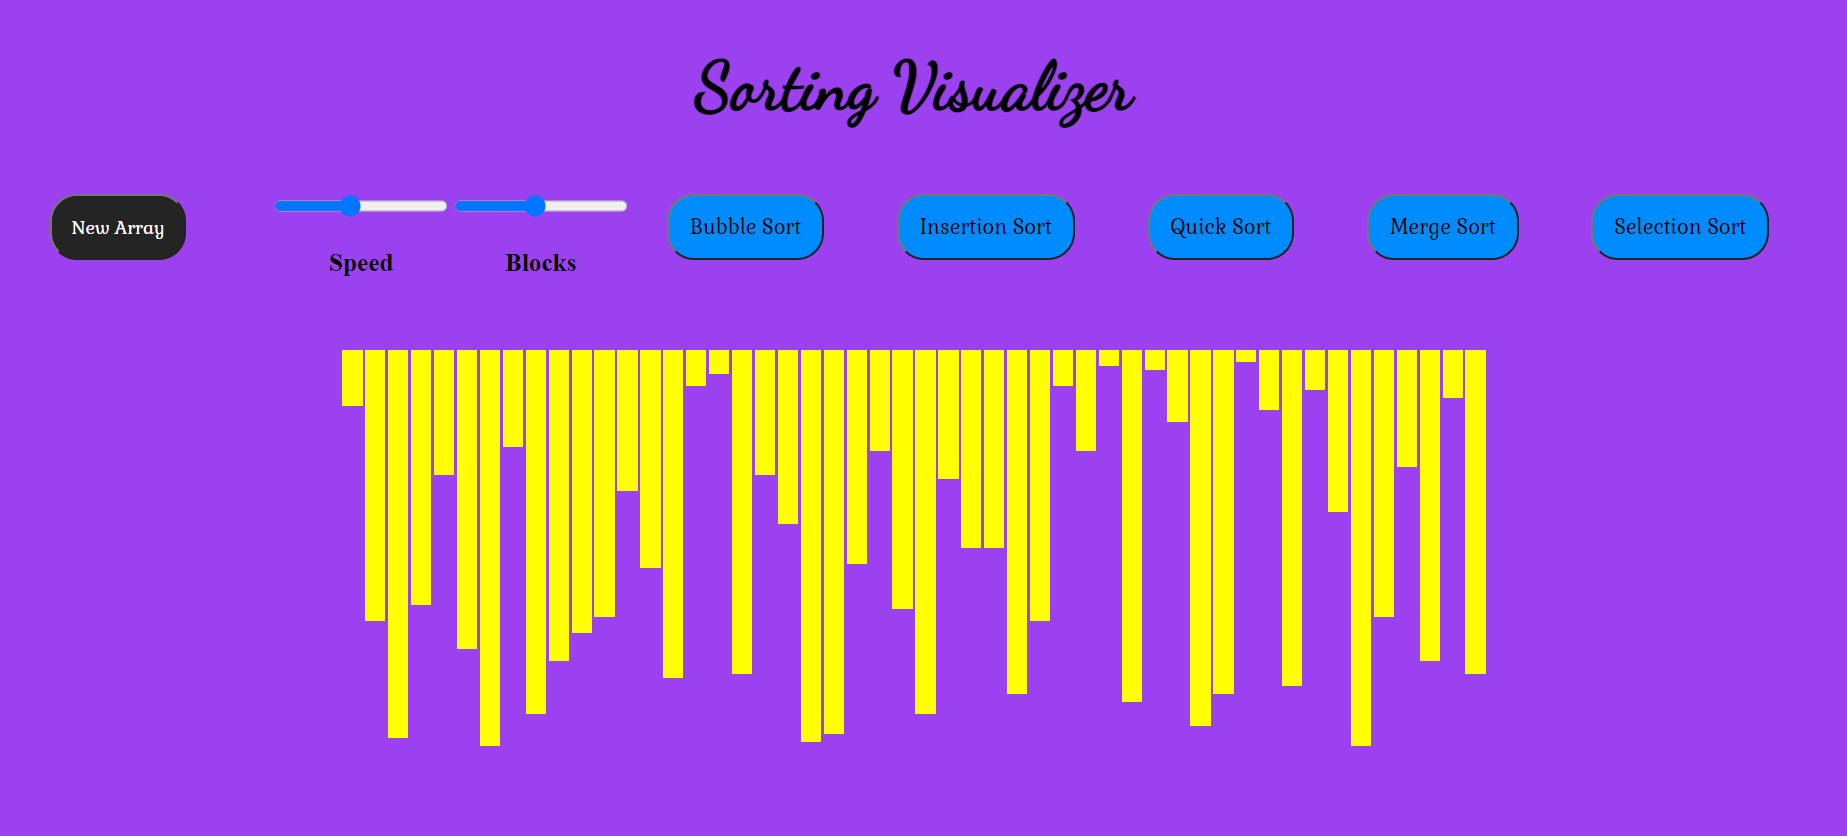 Sorting Visualizer
New Array
Speed
Blocks
Bubble Sort
Insertion Sort
Quick Sort
Merge Sort
Selection Sort